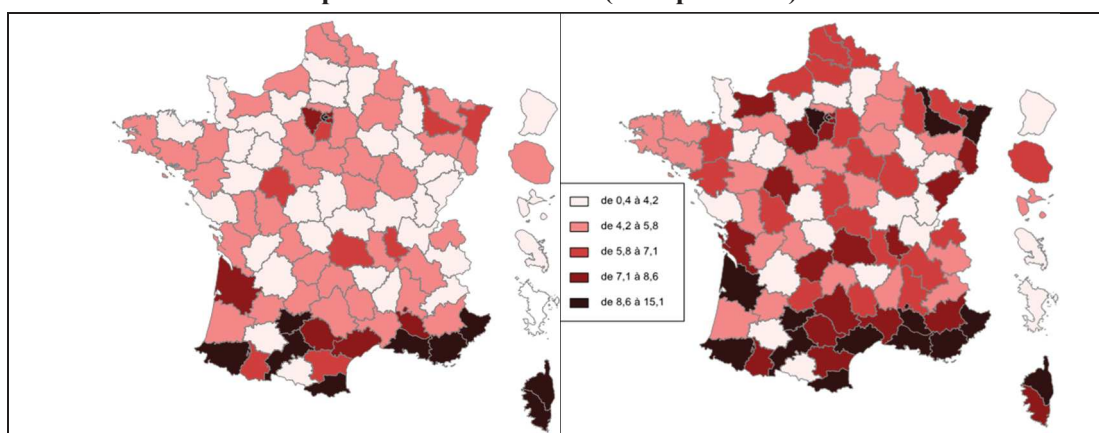 de 0,4 à 4,2
de 4,2 à 5,8
de 5,8 à 7,1
de 7,1 à 8,6
de 8,6 à 15,1